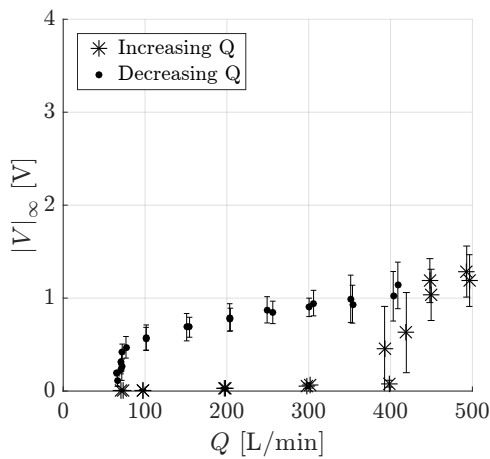 4
3
2
1
0
|V|∞ [V]
Increasing Q
Decreasing Q
0 100 200 300 400 500
Q [L/min]